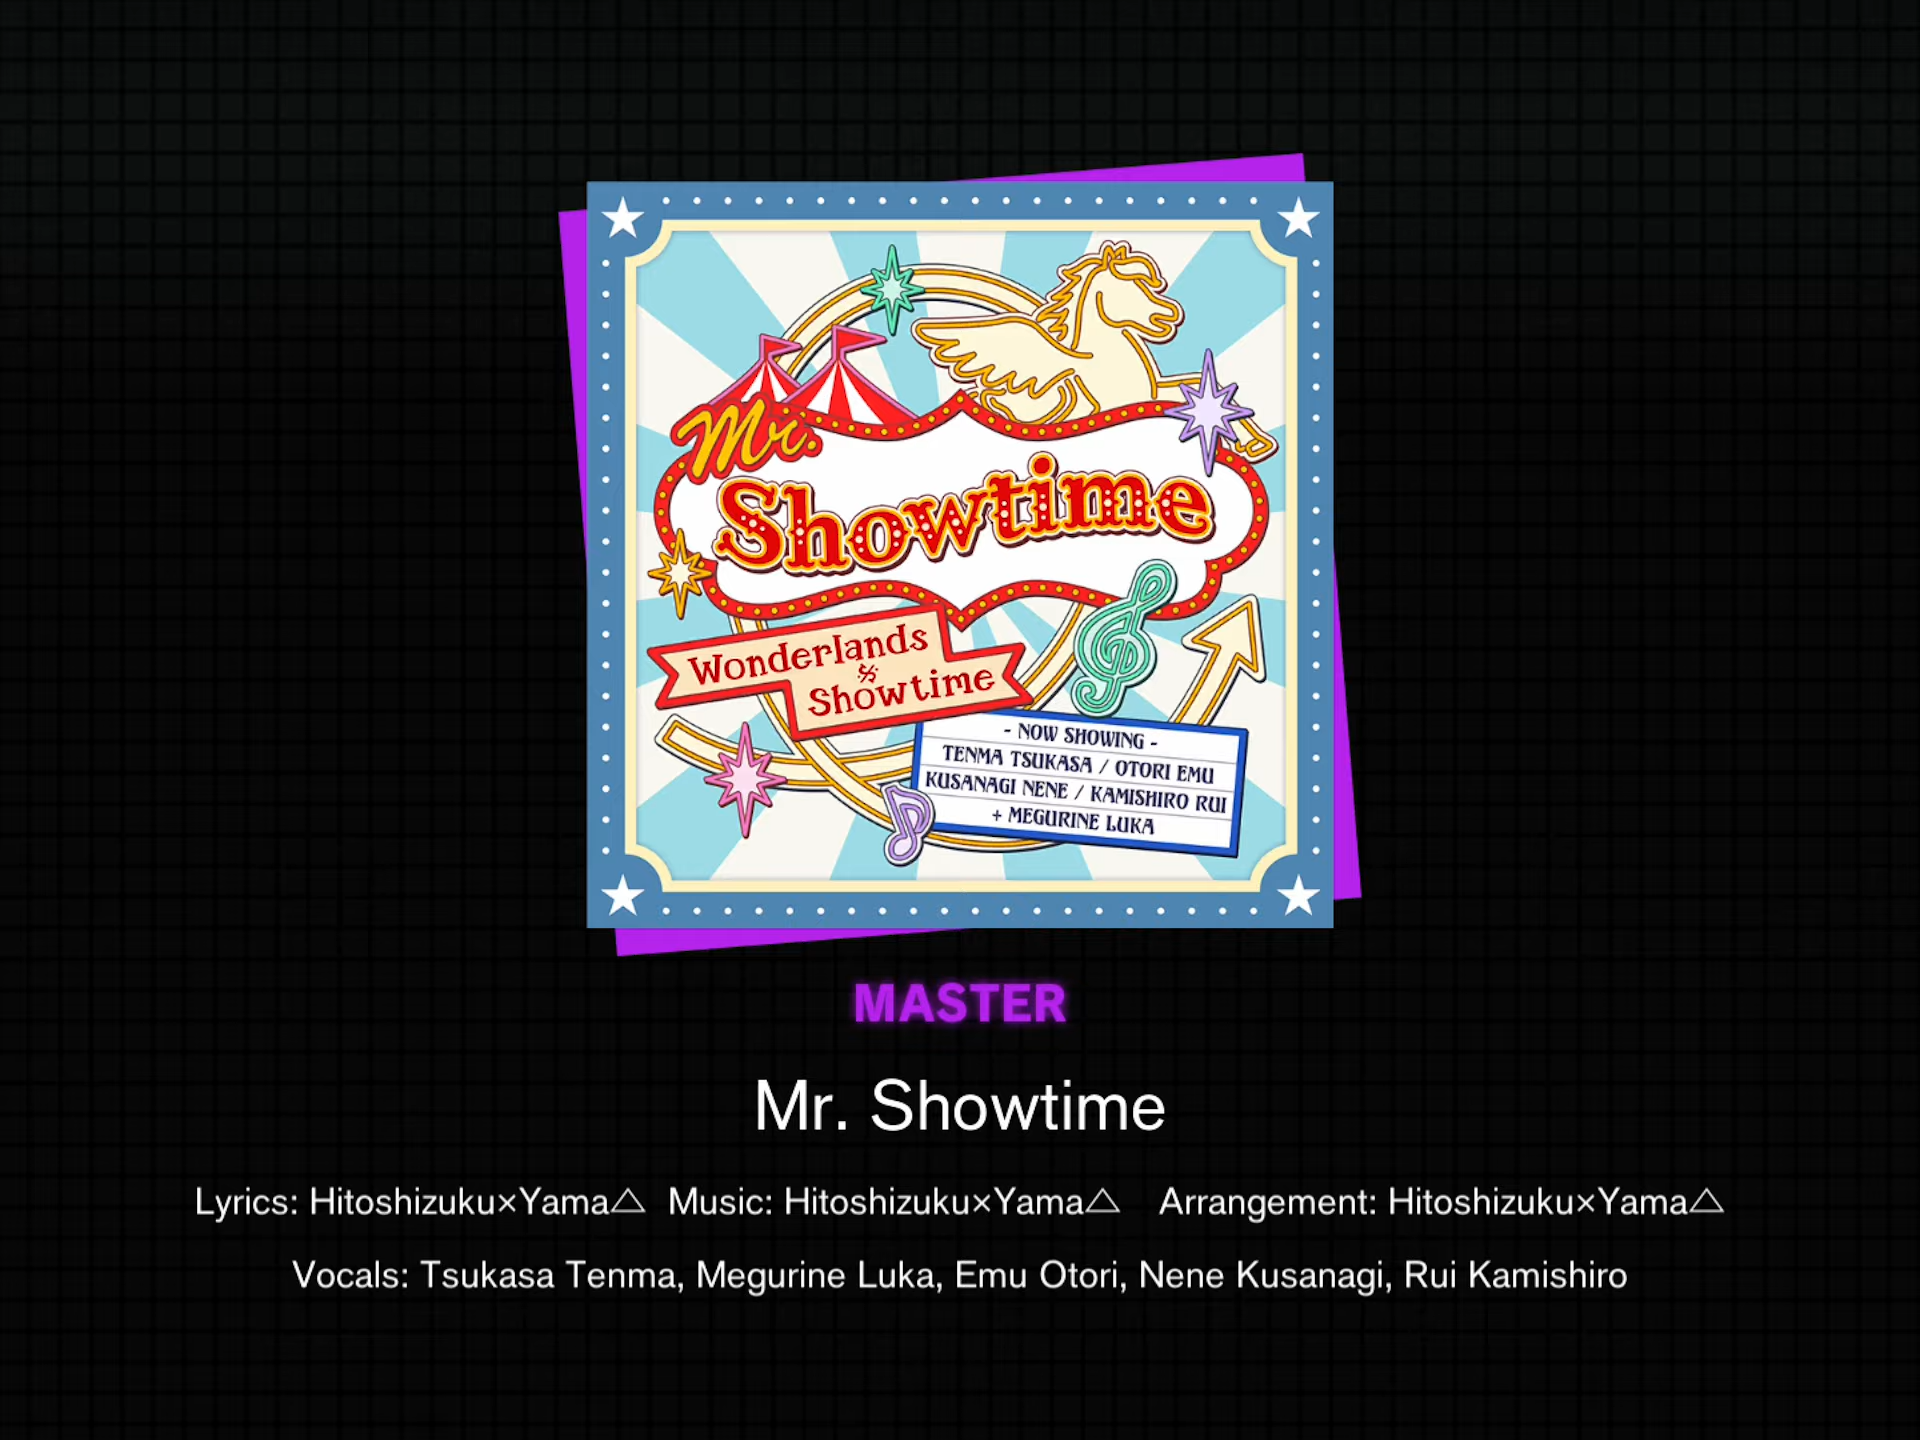 Mr.
Showtime
Wonderlands
&
Showtime
- NOW SHOWING -
TENMA TSUKASA / OTORI EMU
KUSANAGI NENE / KAMISHIRO RUI
+ MEGURINE LUKA
MASTER
Mr. Showtime
Lyrics: Hitoshizuku×Yama△ Music: Hitoshizuku×Yama△ Arrangement: Hitoshizuku×Yama△
Vocals: Tsukasa Tenma, Megurine Luka, Emu Otori, Nene Kusanagi, Rui Kamishiro